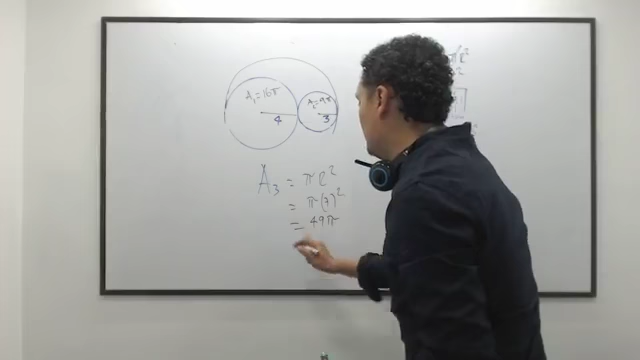 A₁=16π
A₂=9π
4
3
A₃ = πr²
= π(7)²
= 49π